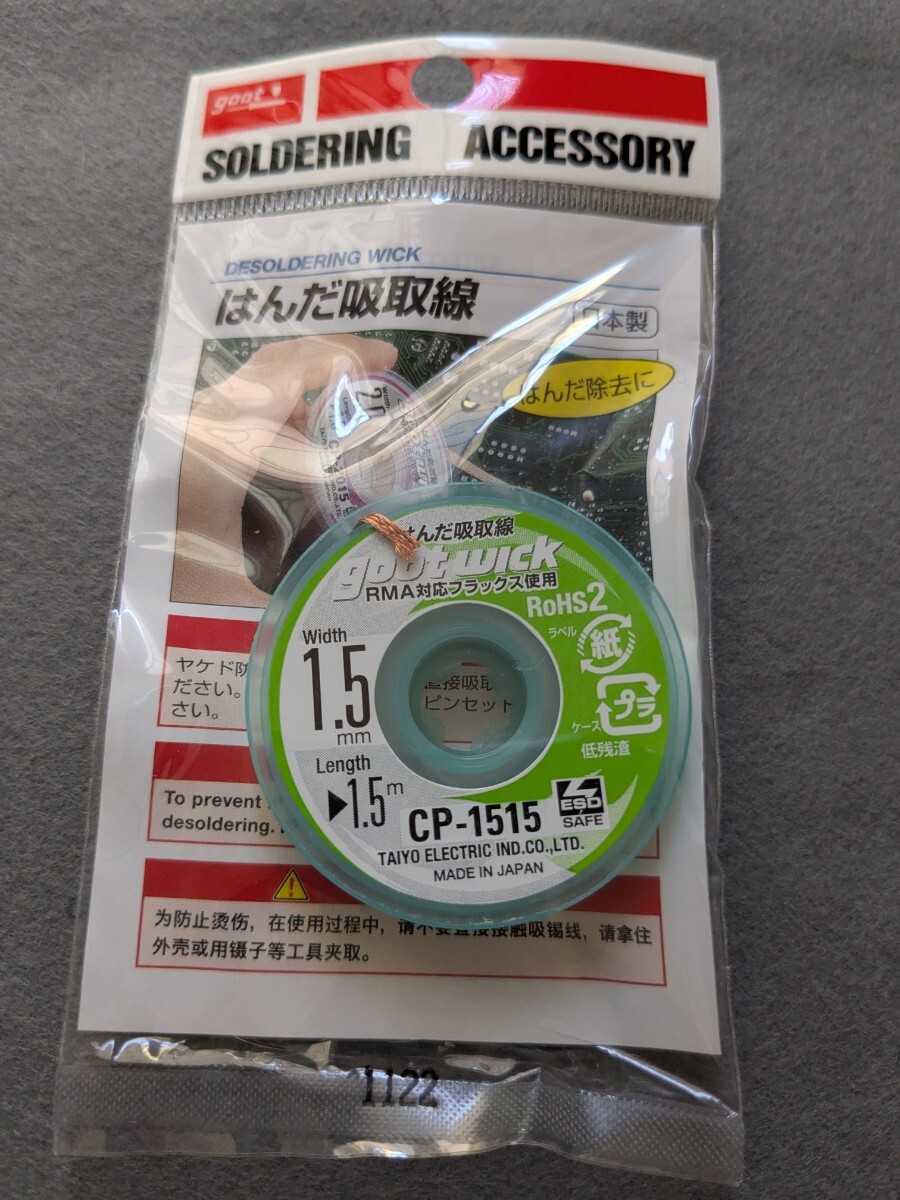 goot
SOLDERING ACCESSORY
DESOLDERING WICK
はんだ吸取線
日本製
はんだ除去に
はんだ吸取線
goot wick
RMA対応フラックス使用
RoHS2
ラベル
紙
プラ
ケース
低残渣
Width
1.5
mm
Length
▶1.5m
CP-1515
ESD
SAFE
TAIYO ELECTRIC IND.CO.,LTD.
MADE IN JAPAN
直接吸取
ピンセット
ヤケド防
ださい。
さい。
To prevent
desoldering.
为防止烫伤，在使用过程中，请不要直接接触吸锡线，请拿住
外壳或用镊子等工具夹取。
1122